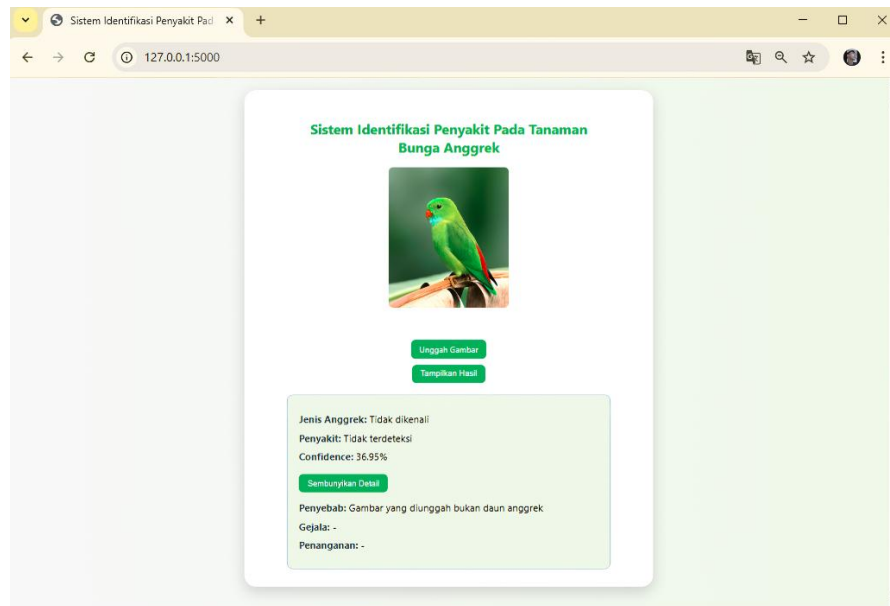 Sistem Identifikasi Penyakit Pad
127.0.0.1:5000
Sistem Identifikasi Penyakit Pada Tanaman
Bunga Anggrek
Unggah Gambar
Tampilkan Hasil
Jenis Anggrek: Tidak dikenali
Penyakit: Tidak terdeteksi
Confidence: 36.95%
Sembunyikan Detail
Penyebab: Gambar yang diunggah bukan daun anggrek
Gejala: -
Penanganan: -